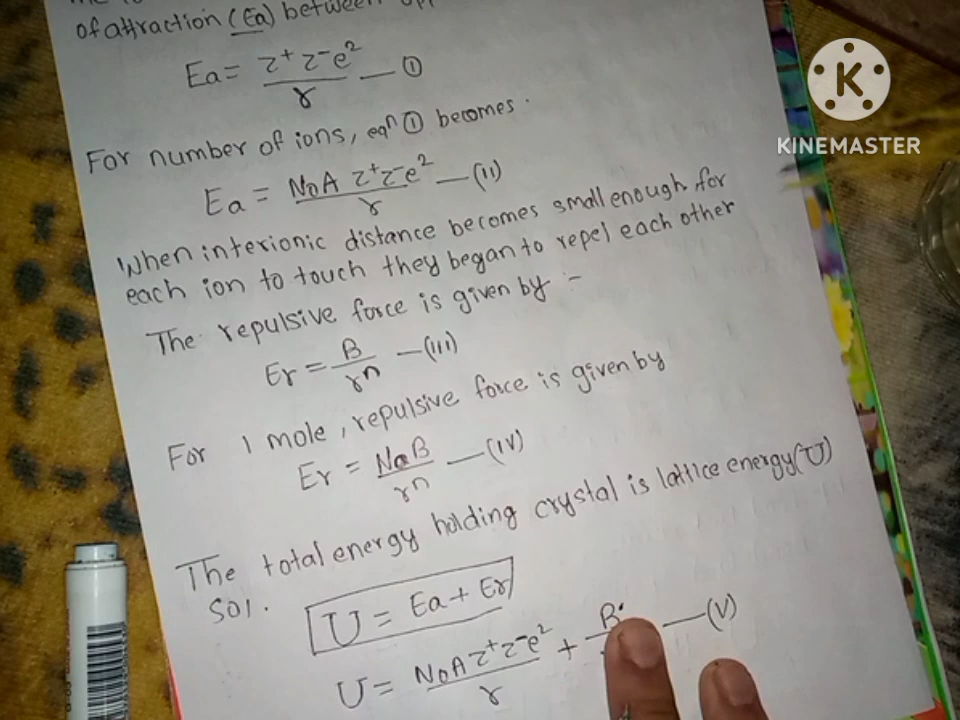 of attraction (Ea) between
Ea = z⁺z⁻e² / r — ①
For number of ions, eqⁿ ① becomes.
Ea = N₀A z⁺z⁻e² / r — (II)
When interionic distance becomes small enough for
each ion to touch they began to repel each other
The repulsive force is given by :-
Er = B / rⁿ — (III)
For 1 mole, repulsive force is given by
Er = N₀B / rⁿ — (IV)
The total energy holding crystal is lattice energy (U)
SOI.
U = Ea + Er
U = N₀A z⁺z⁻e² / r + B — (V)
K
KINEMASTER